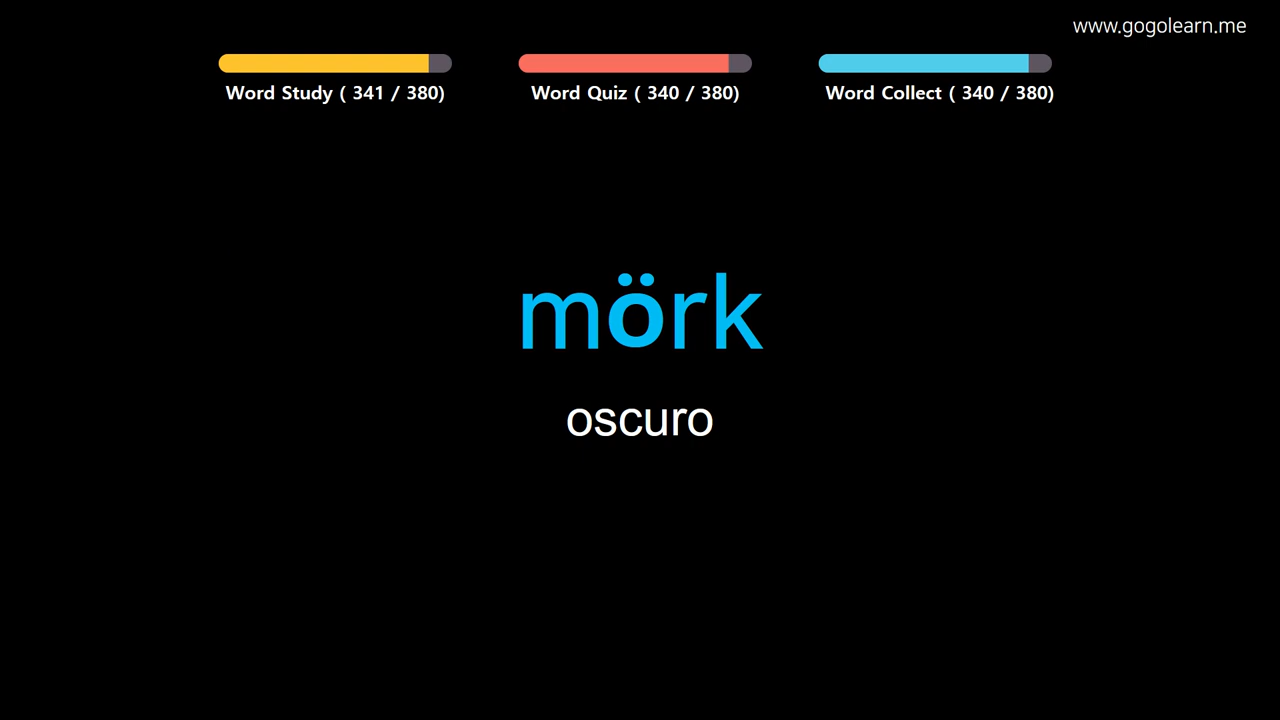 www.gogolearn.me
Word Study ( 341 / 380)
Word Quiz ( 340 / 380)
Word Collect ( 340 / 380)
mörk
oscuro